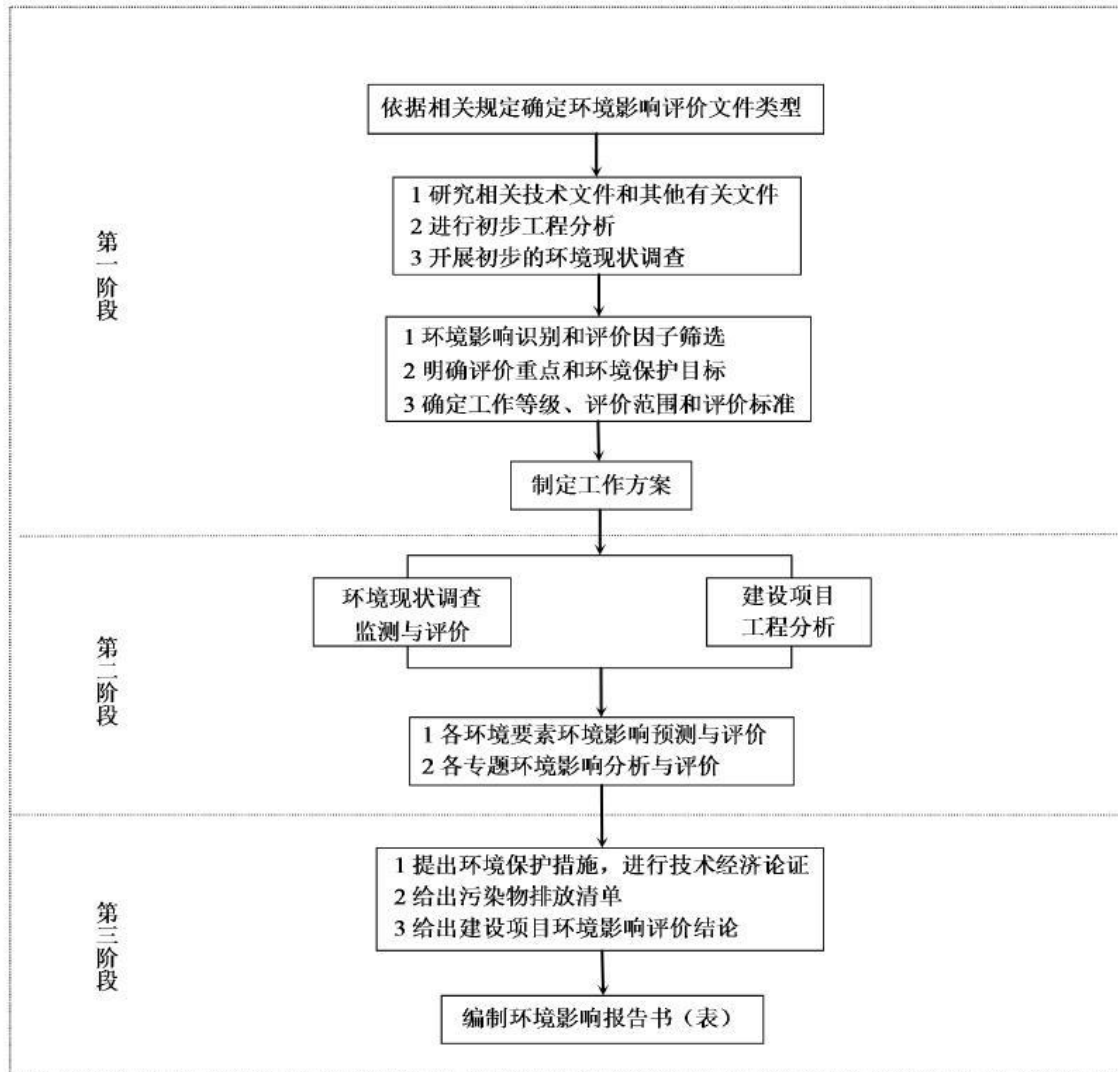 依据相关规定确定环境影响评价文件类型
1 研究相关技术文件和其他有关文件
2 进行初步工程分析
3 开展初步的环境现状调查
第一阶段
1 环境影响识别和评价因子筛选
2 明确评价重点和环境保护目标
3 确定工作等级、评价范围和评价标准
制定工作方案
环境现状调查
监测与评价
建设项目
工程分析
第二阶段
1 各环境要素环境影响预测与评价
2 各专题环境影响分析与评价
1 提出环境保护措施，进行技术经济论证
2 给出污染物排放清单
3 给出建设项目环境影响评价结论
第三阶段
编制环境影响报告书（表）